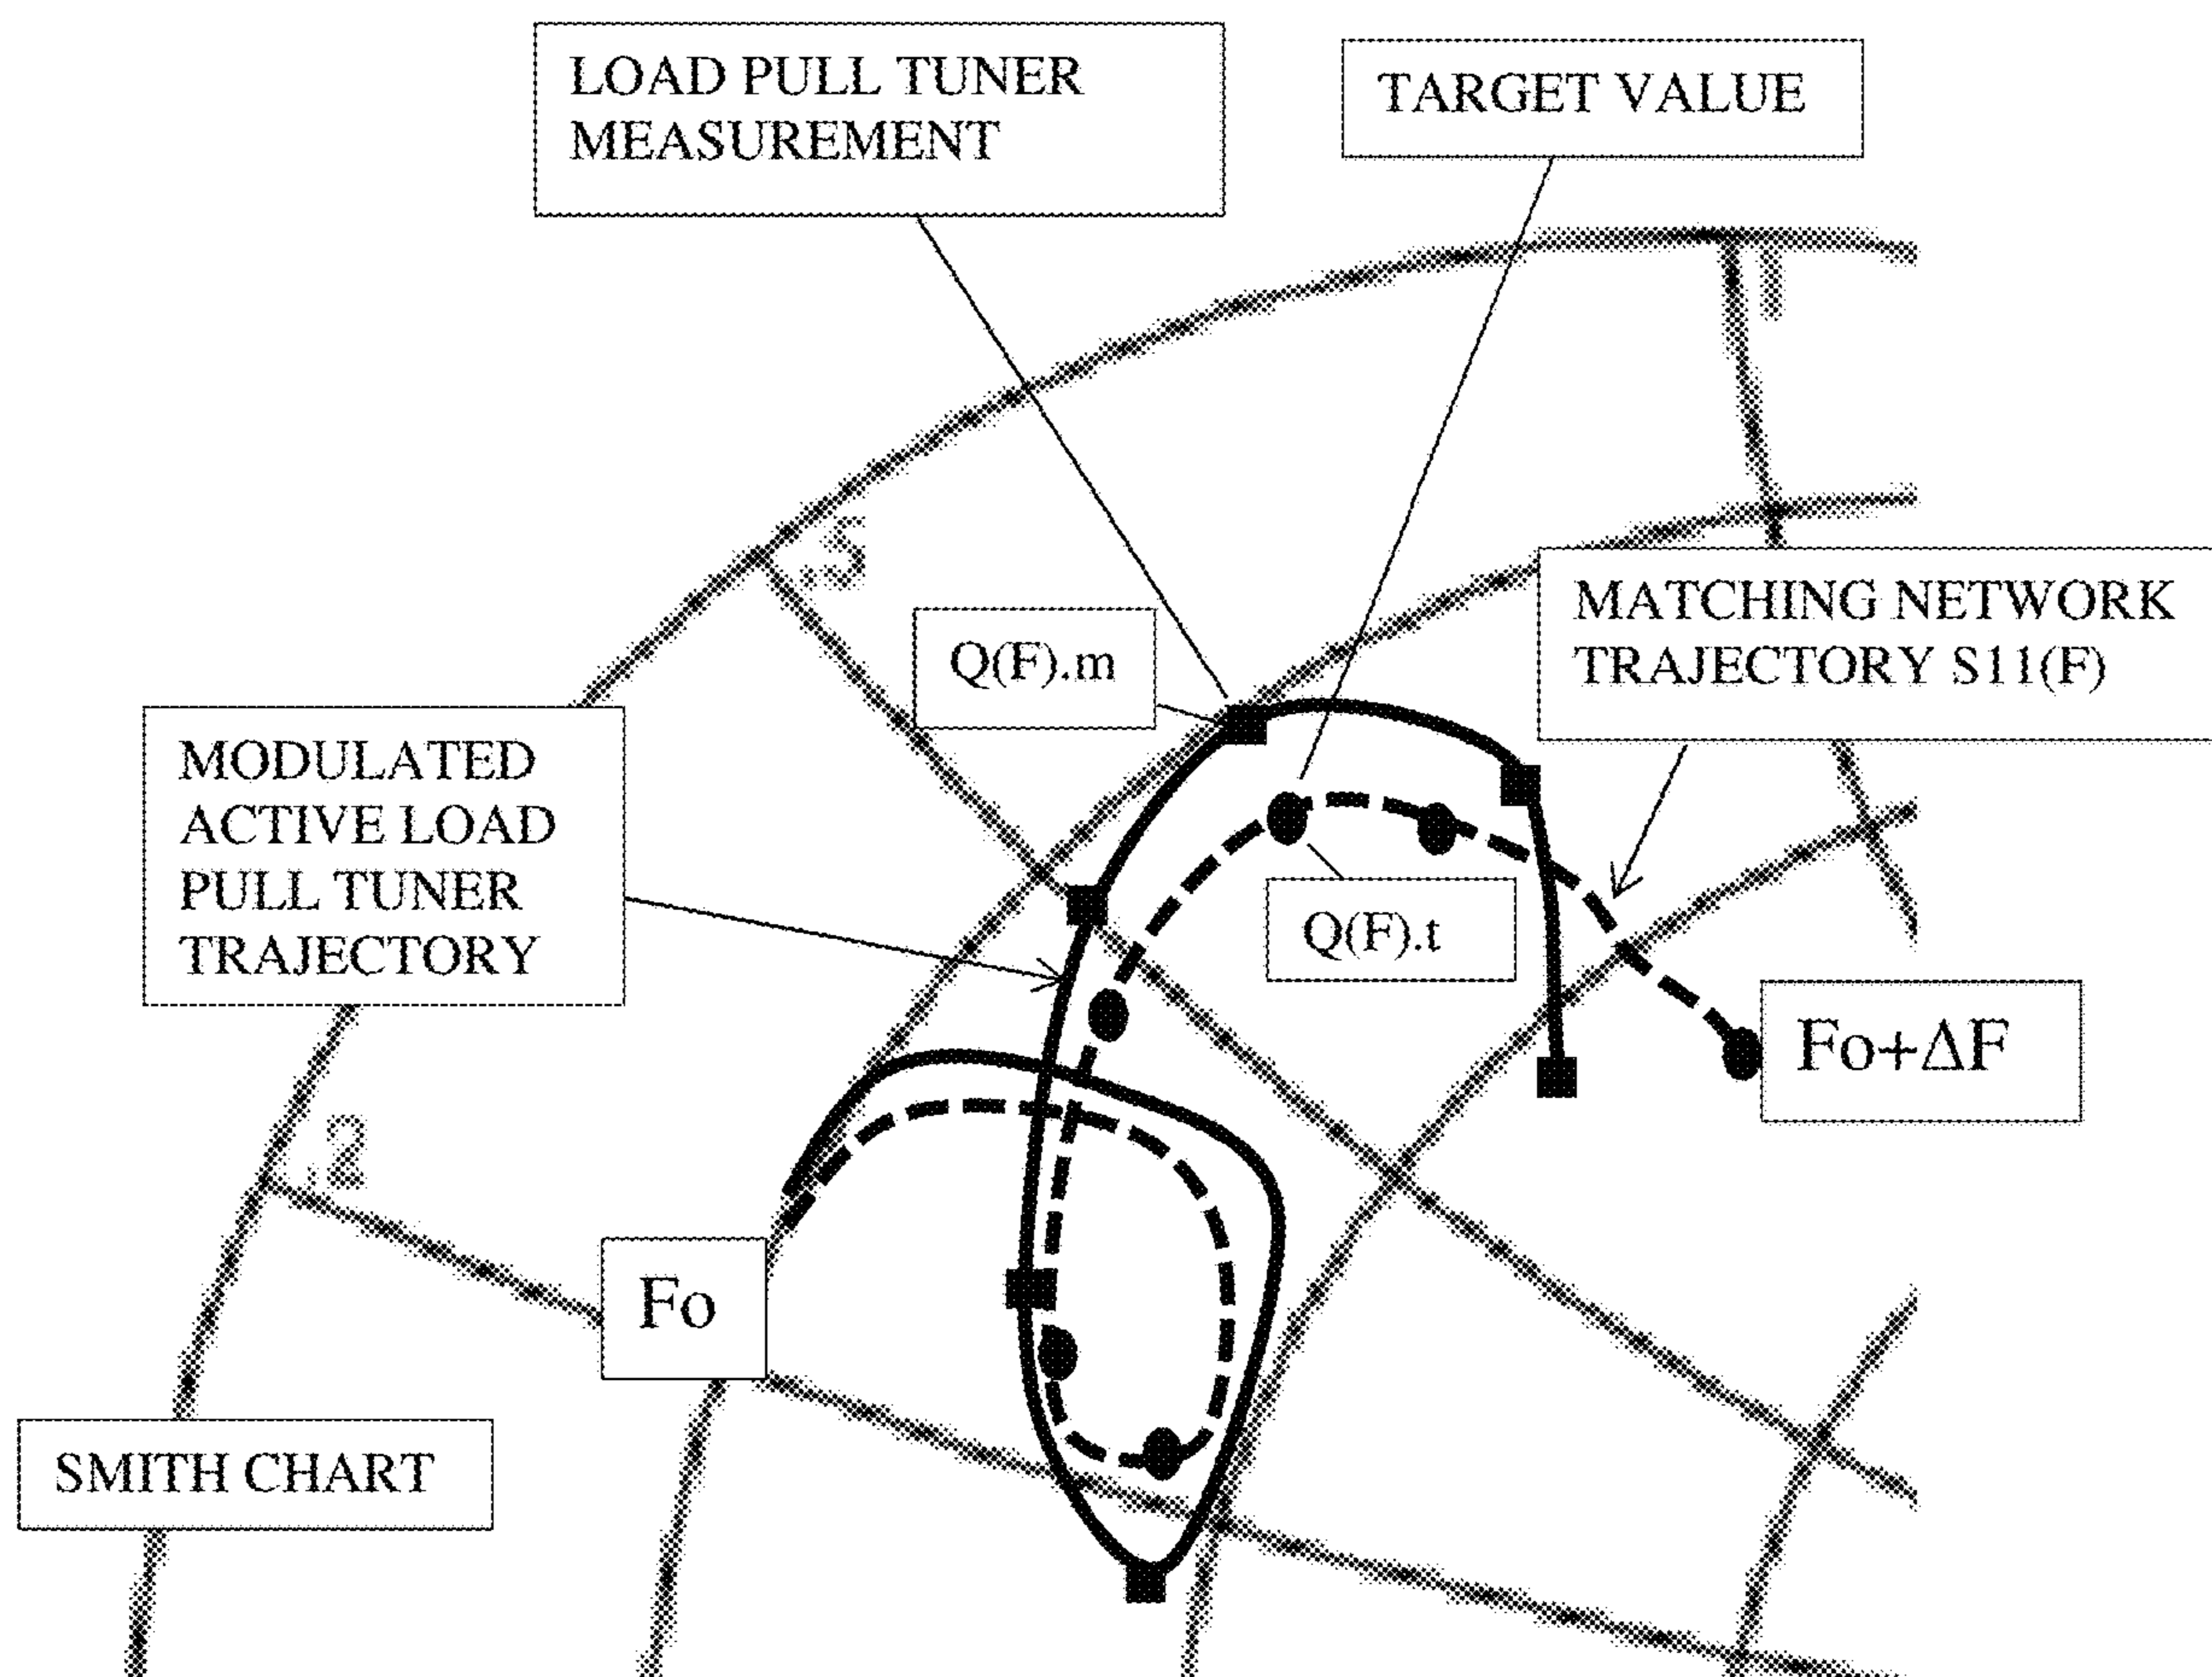 LOAD PULL TUNER
MEASUREMENT
TARGET VALUE
1
.5
MATCHING NETWORK
TRAJECTORY S11(F)
Q(F).m
MODULATED
ACTIVE LOAD
PULL TUNER
TRAJECTORY
Q(F).t
Fo+ΔF
.2
Fo
SMITH CHART